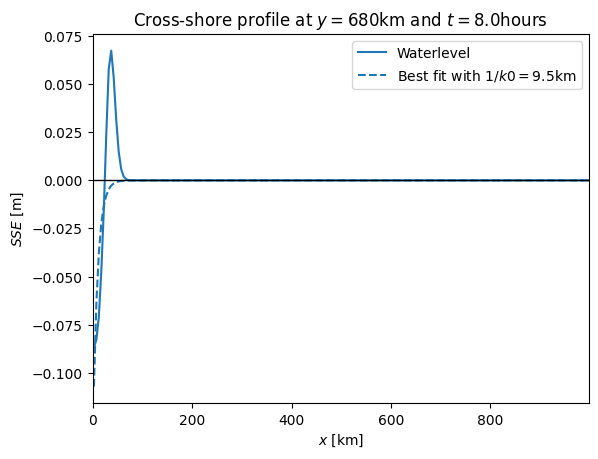 Cross-shore profile at y = 680km and t = 8.0hours
Waterlevel
Best fit with 1/k0 = 9.5km
0.075
0.050
0.025
0.000
−0.025
−0.050
−0.075
−0.100
SSE [m]
0 200 400 600 800
x [km]